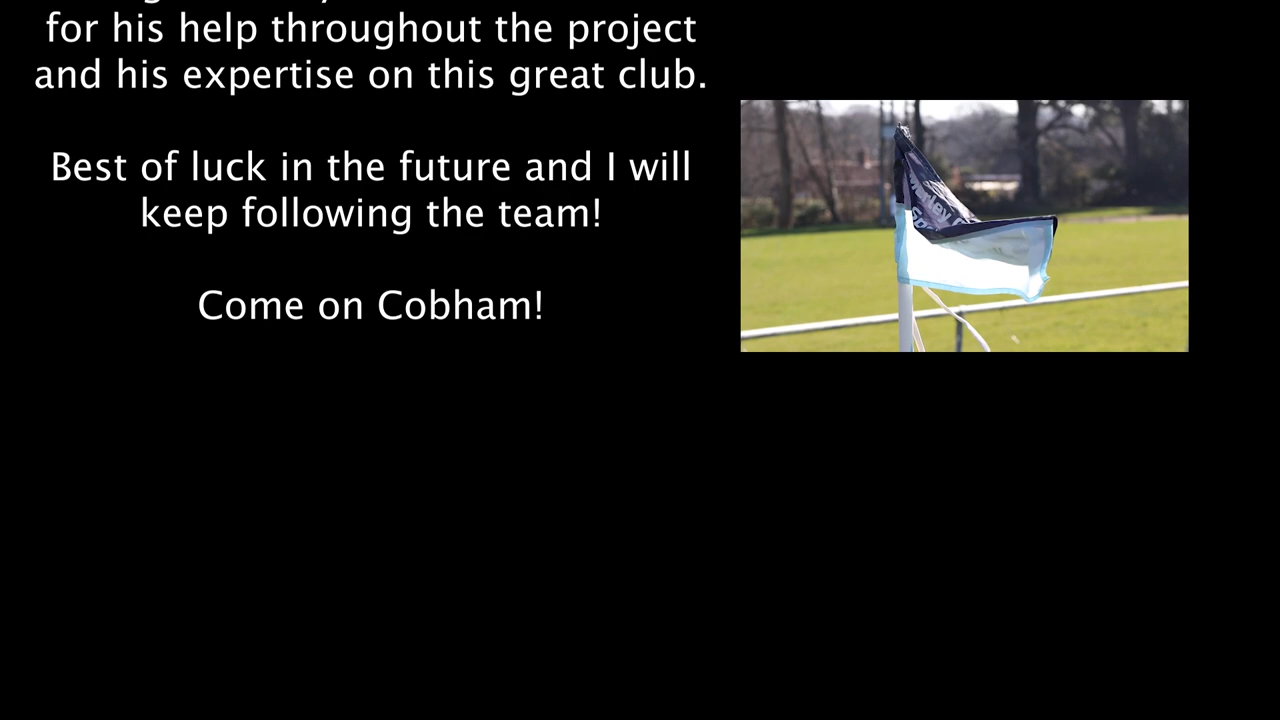 for his help throughout the project
and his expertise on this great club.
Best of luck in the future and I will
keep following the team!
Come on Cobham!